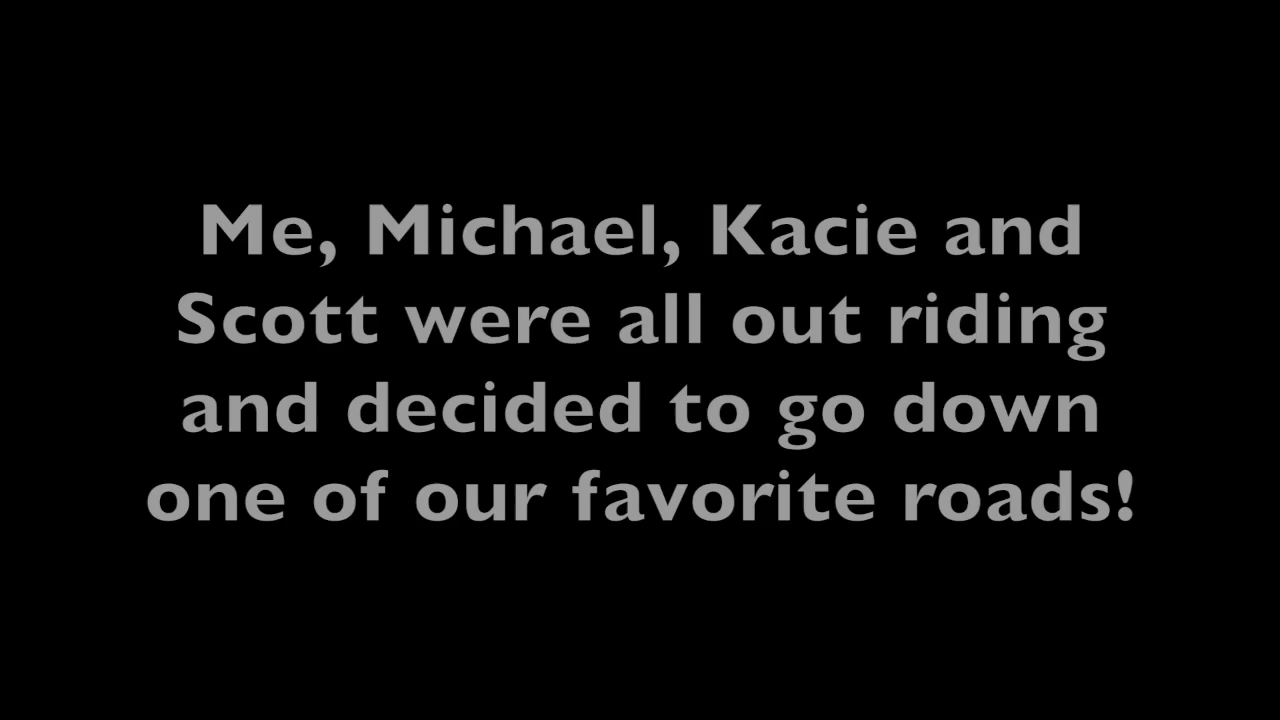 Me, Michael, Kacie and
Scott were all out riding
and decided to go down
one of our favorite roads!